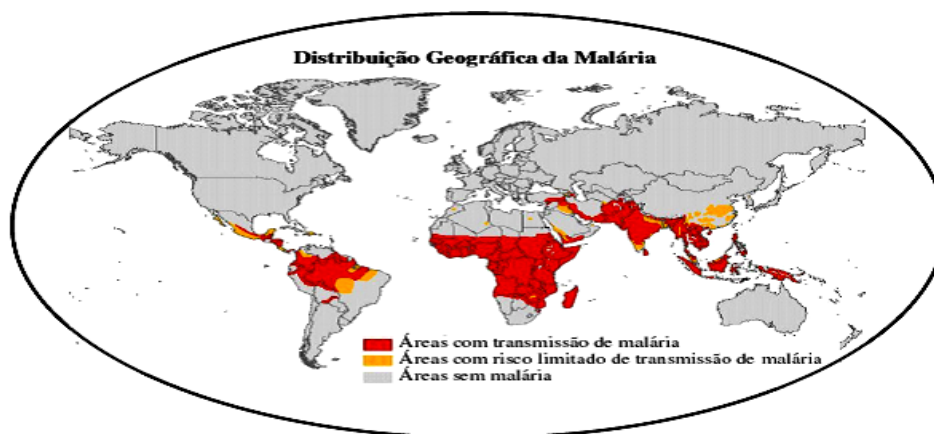 Distribuição Geográfica da Malária
Áreas com transmissão de malária
Áreas com risco limitado de transmissão de malária
Áreas sem malária